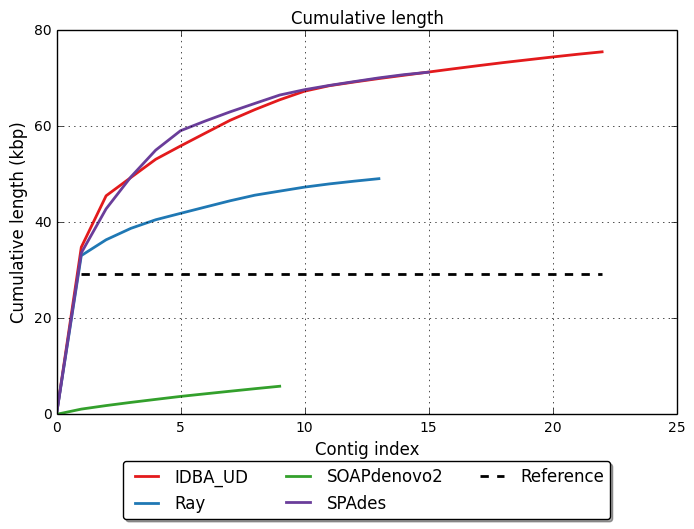 Cumulative length
80
60
40
20
0
Cumulative length (kbp)
0 5 10 15 20 25
Contig index
IDBA_UD SOAPdenovo2 Reference
Ray SPAdes